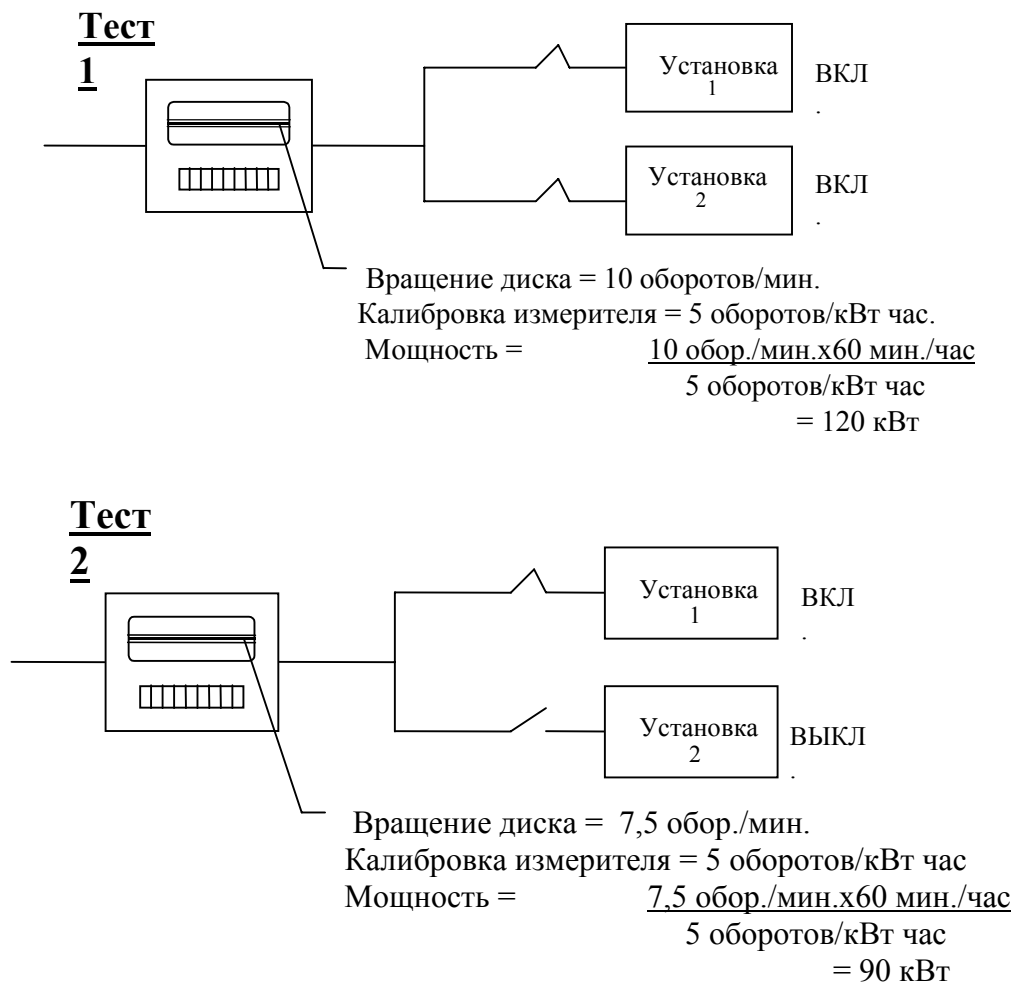 Тест
1
Установка
1
ВКЛ
.
Установка
2
ВКЛ
.
Вращение диска = 10 оборотов/мин.
Калибровка измерителя = 5 оборотов/кВт час.
Мощность = 10 обор./мин.х60 мин./час
5 оборотов/кВт час
= 120 кВт
Тест
2
Установка
1
ВКЛ
.
Установка
2
ВЫКЛ
.
Вращение диска = 7,5 обор./мин.
Калибровка измерителя = 5 оборотов/кВт час
Мощность = 7,5 обор./мин.х60 мин./час
5 оборотов/кВт час
= 90 кВт